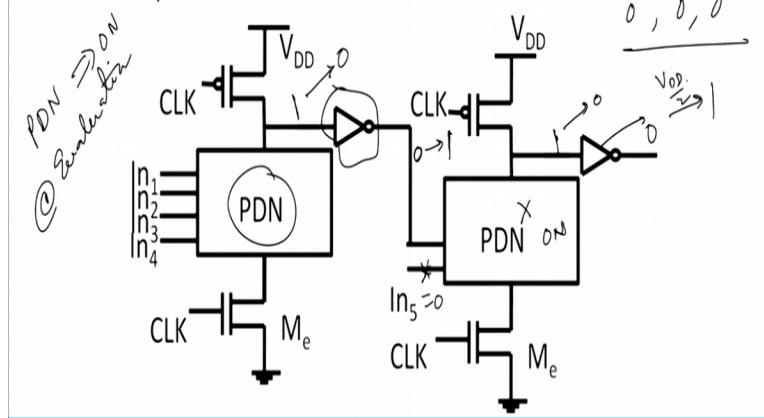 0, 0, 0
PDN ⇒ ON
@ Evaluation
V_DD
V_DD
CLK
1 → 0
CLK
1 → 0
0
V_DD/2 → 1
0 → 1
In_1
In_2
In_3
In_4
PDN
PDN
X
ON
In_5 = 0
CLK
M_e
CLK
M_e